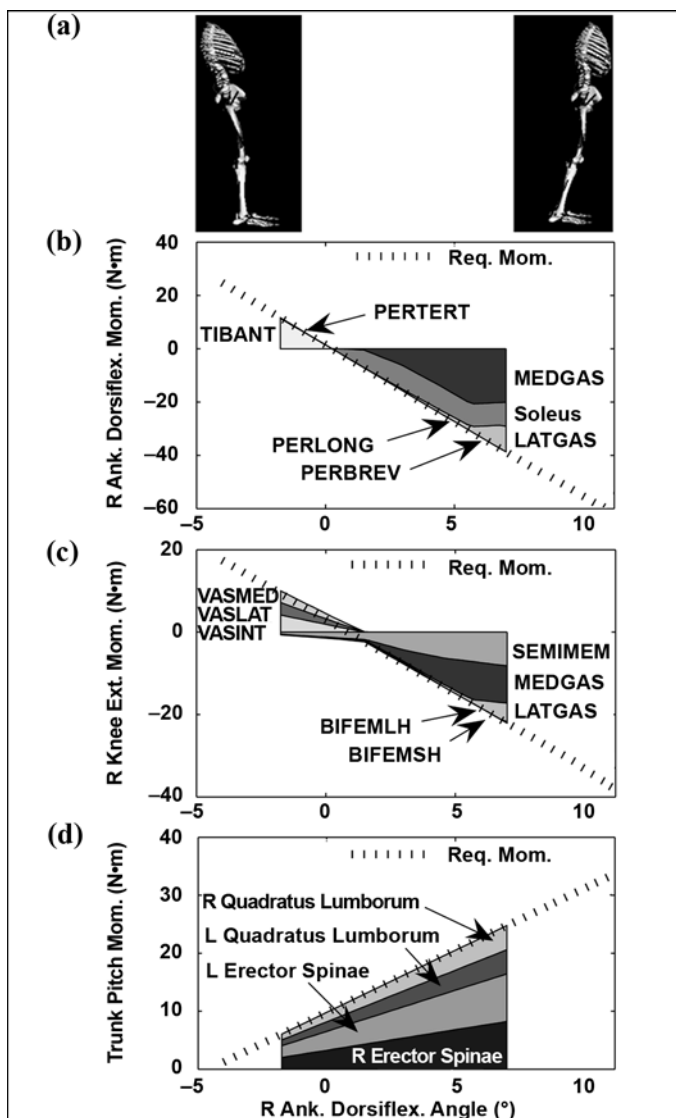 (a)
(b)
R Ank. Dorsiflex. Mom. (N•m)
40
20
0
−20
−40
−60
Req. Mom.
PERTERT
TIBANT
MEDGAS
Soleus
LATGAS
PERLONG
PERBREV
−5
0
5
10
(c)
R Knee Ext. Mom. (N•m)
20
0
−20
−40
Req. Mom.
VASMED
VASLAT
VASINT
SEMIMEM
MEDGAS
LATGAS
BIFEMLH
BIFEMSH
−5
0
5
10
(d)
Trunk Pitch Mom. (N•m)
40
30
20
10
0
Req. Mom.
R Quadratus Lumborum
L Quadratus Lumborum
L Erector Spinae
R Erector Spinae
−5
0
5
10
R Ank. Dorsiflex. Angle (°)